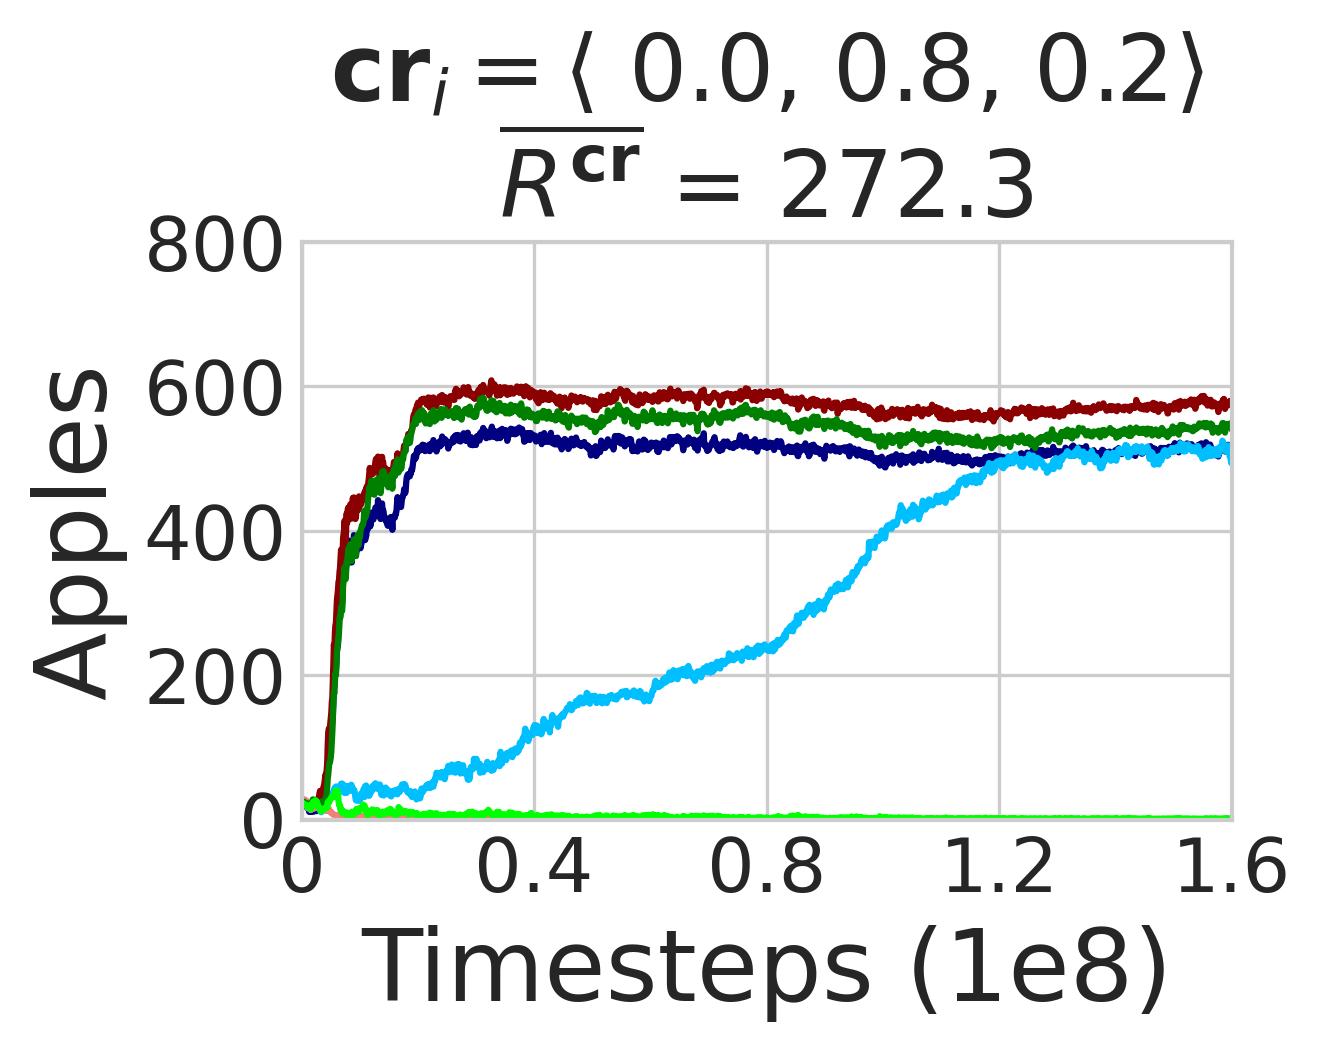 cr_i = ⟨ 0.0, 0.8, 0.2⟩
R^cr = 272.3
800
600
400
200
0
Apples
0 0.4 0.8 1.2 1.6
Timesteps (1e8)